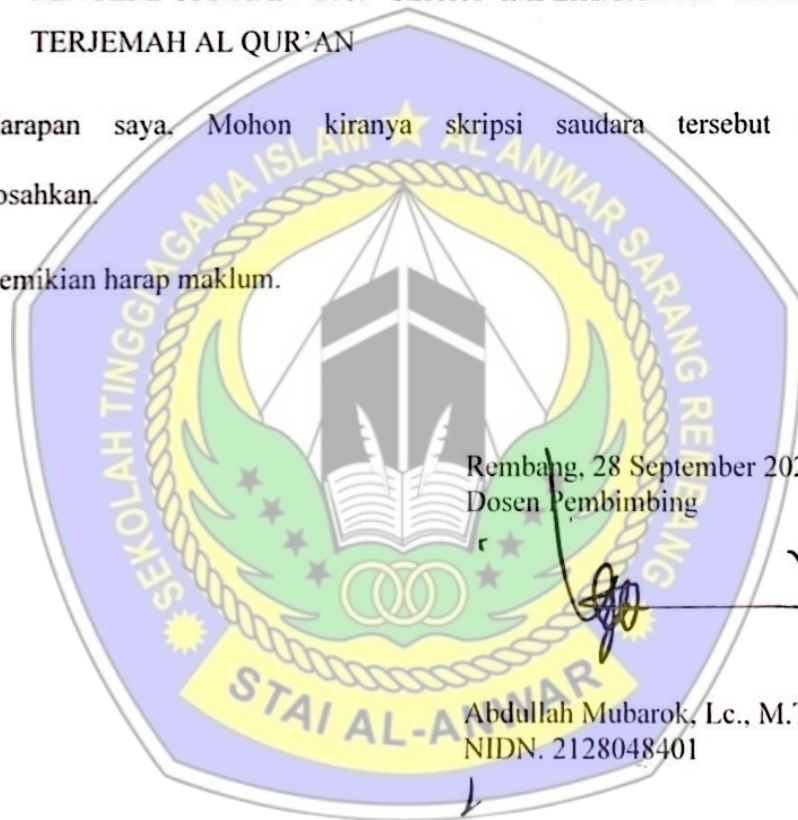 TERJEMAH AL QUR'AN
arapan saya, Mohon kiranya skripsi saudara tersebut
osahkan.
emikian harap maklum.
SEKOLAH TINGGI AGAMA ISLAM ★ AL ANWAR SARANG REMBANG
Rembang, 28 September 202
Dosen Pembimbing
STAI AL-ANWAR
Abdullah Mubarok, Lc., M.T
NIDN. 2128048401